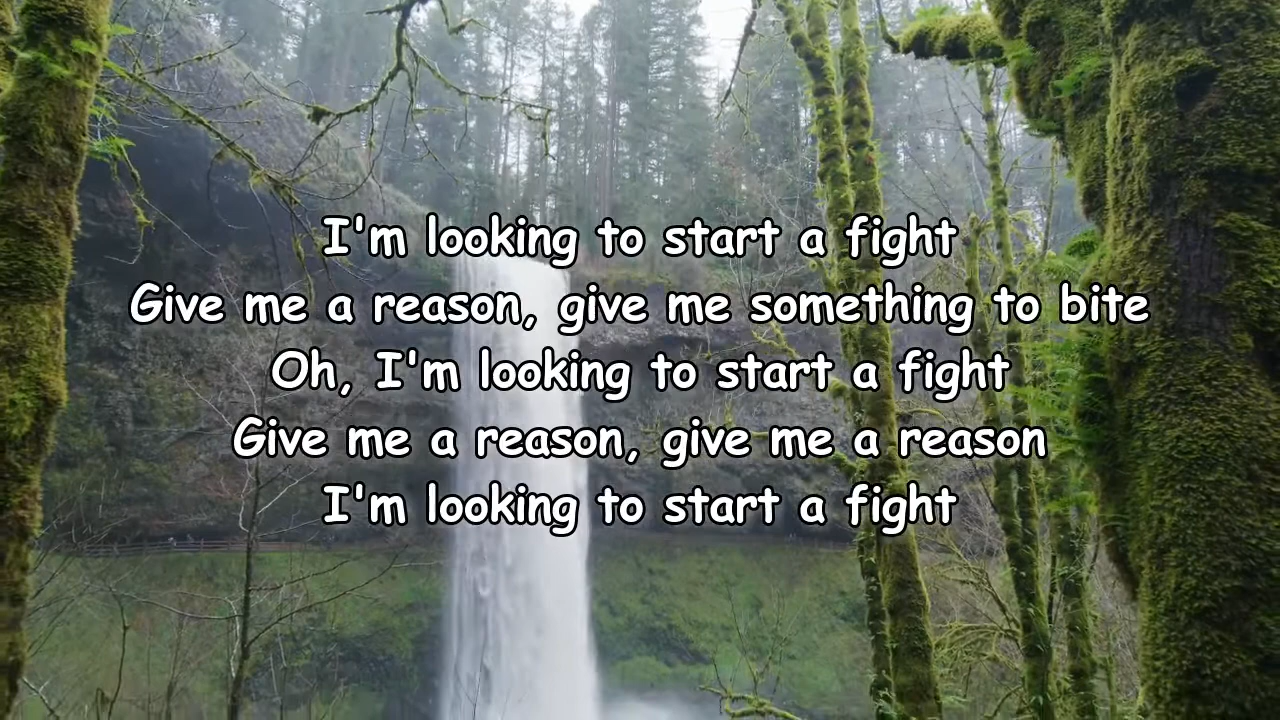 I'm looking to start a fight
Give me a reason, give me something to bite
Oh, I'm looking to start a fight
Give me a reason, give me a reason
I'm looking to start a fight